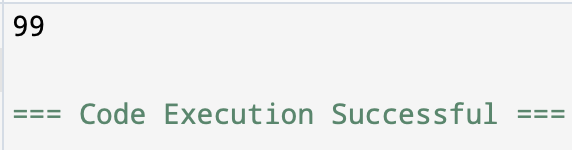 99
=== Code Execution Successful ===